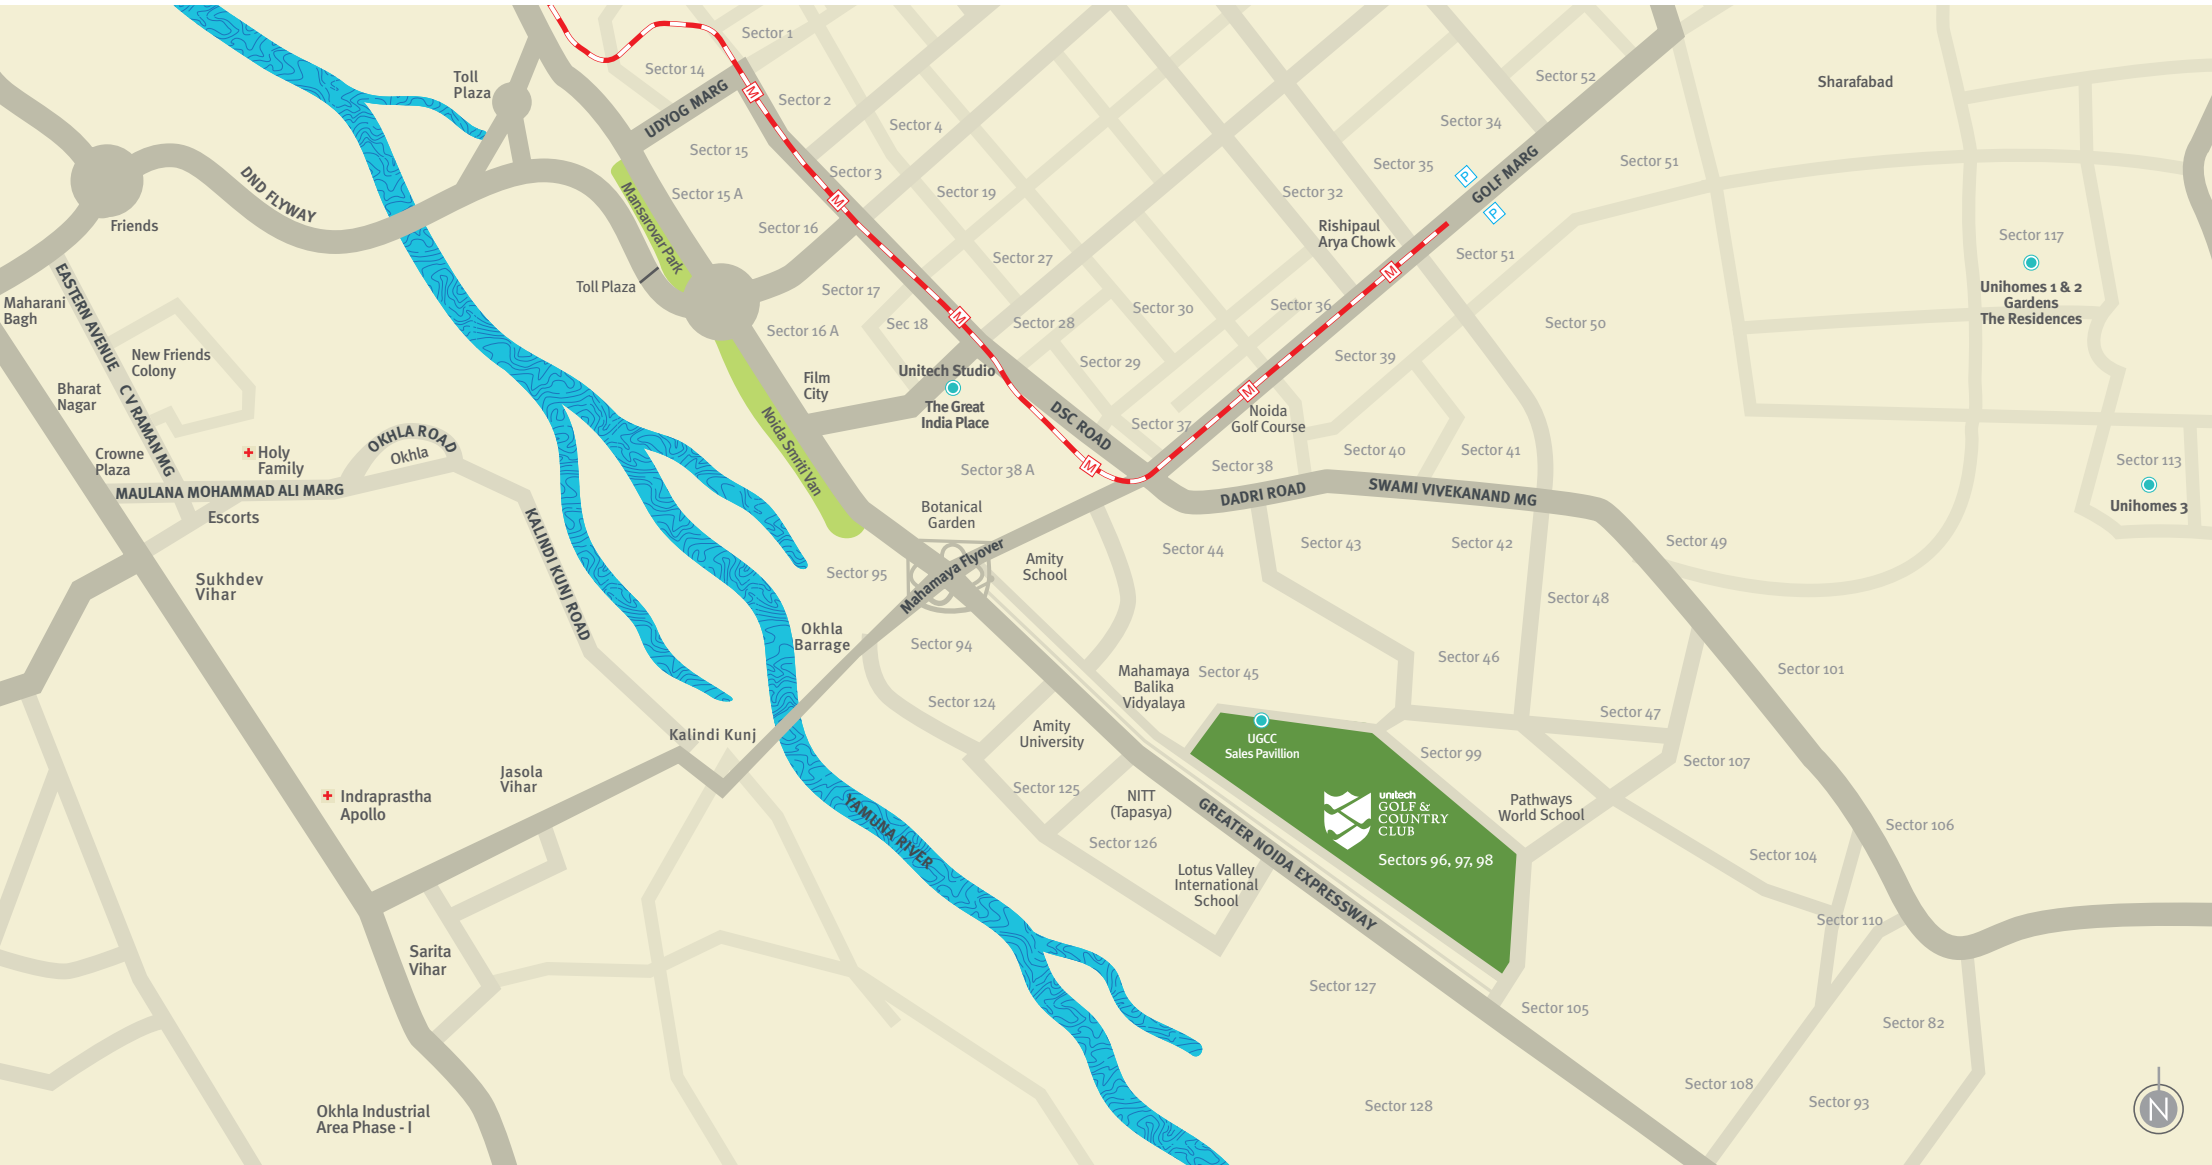 Sector 1
Sector 14
Toll
Plaza
UDYOG MARG
M
Sector 2
Sector 52
Sharafabad
Sector 4
Sector 34
Sector 15
Sector 3
Sector 35
P
GOLF MARG
Sector 51
DND FLYWAY
Mansarovar Park
Sector 15 A
M
Sector 19
Sector 32
P
Friends
Sector 16
Rishipaul
Arya Chowk
Sector 51
Sector 117
Unihomes 1 & 2
Gardens
The Residences
EASTERN AVENUE
Maharani
Bagh
Toll Plaza
Sector 27
M
Sector 17
Sector 30
Sector 36
Sector 16 A
Sec 18
M
Sector 28
Sector 50
New Friends
Colony
Sector 29
Sector 39
Bharat
Nagar
C V RAMAN MG
Film
City
Unitech Studio
The Great
India Place
DSC ROAD
M
Noida
Golf Course
Sector 37
Noida Smriti Van
OKHLA ROAD
Okhla
Holy
Family
Crowne
Plaza
Sector 38 A
M
Sector 38
Sector 40
Sector 41
Sector 113
Unihomes 3
MAULANA MOHAMMAD ALI MARG
DADRI ROAD
SWAMI VIVEKANAND MG
Escorts
Botanical
Garden
KALINDI KUNJ ROAD
Mahamaya Flyover
Amity
School
Sector 44
Sector 43
Sector 42
Sector 49
Sukhdev
Vihar
Sector 95
Sector 48
Okhla
Barrage
Sector 94
Sector 46
Mahamaya
Balika
Vidyalaya
Sector 45
Sector 101
Sector 124
Sector 47
Kalindi Kunj
Amity
University
UGCC
Sales Pavillion
Sector 99
Sector 107
Jasola
Vihar
Sector 125
Indraprastha
Apollo
YAMUNA RIVER
NITT
(Tapasya)
GREATER NOIDA EXPRESSWAY
unitech
GOLF &
COUNTRY
CLUB
Sectors 96, 97, 98
Pathways
World School
Sector 106
Sector 126
Sector 104
Lotus Valley
International
School
Sector 110
Sarita
Vihar
Sector 127
Sector 105
Sector 82
Sector 108
Sector 93
Sector 128
Okhla Industrial
Area Phase - I
N